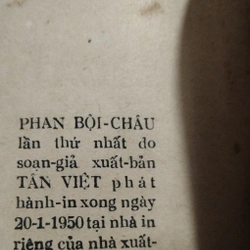 PHAN BỘI-CHÂU
lần thứ nhất do
soạn-giả xuất-bản
TÂN VIỆT phát
hành-in xong ngày
20-1-1950 tại nhà in
riêng của nhà xuất-